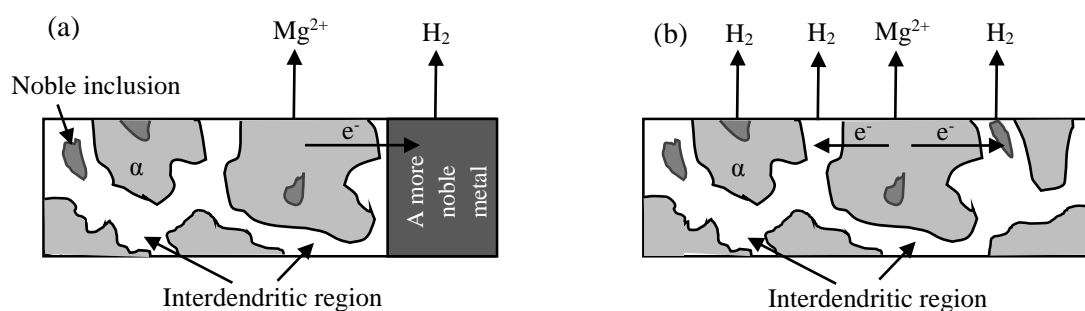 (a)
Mg²⁺ H₂
Noble inclusion
α
e⁻
A more
noble
metal
Interdendritic region
(b)
H₂ H₂ Mg²⁺ H₂
e⁻ e⁻
α
Interdendritic region